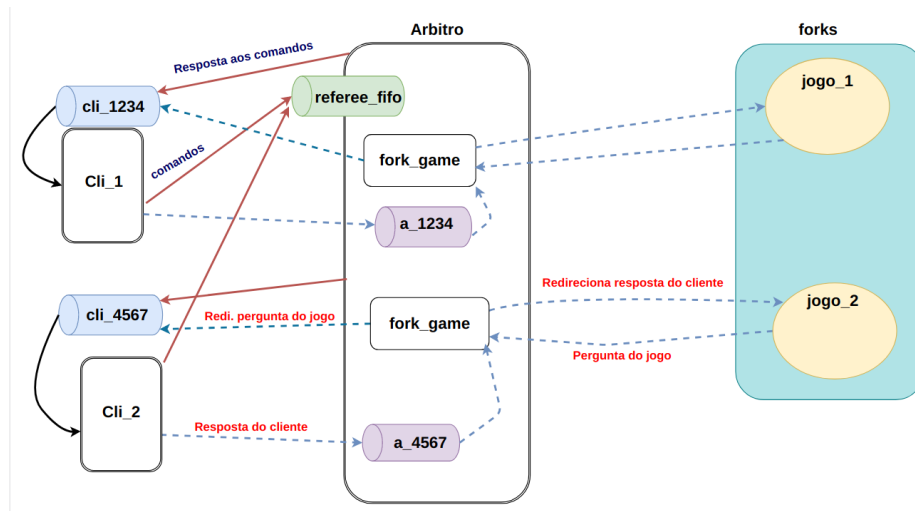 Arbitro
forks
Resposta aos comandos
jogo_1
cli_1234
referee_fifo
comandos
fork_game
Cli_1
a_1234
Redireciona resposta do cliente
jogo_2
cli_4567
Redi. pergunta do jogo
fork_game
Pergunta do jogo
Cli_2
Resposta do cliente
a_4567